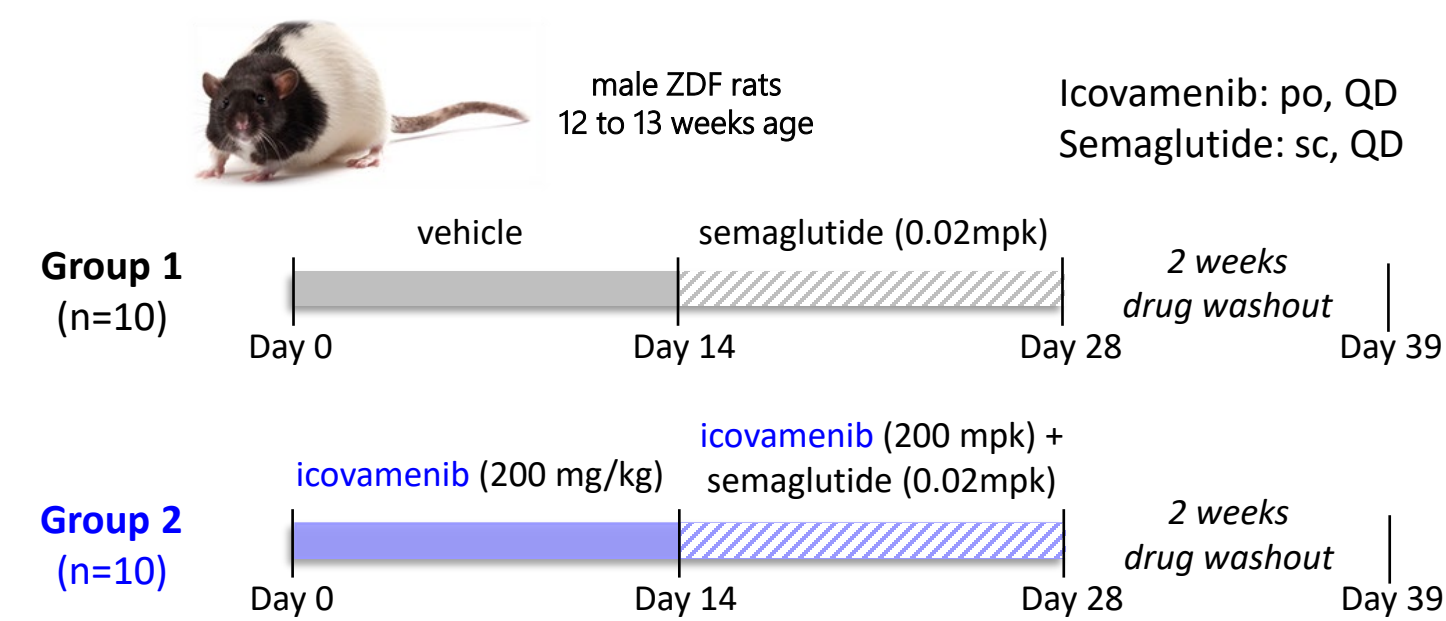 male ZDF rats
12 to 13 weeks age
Icovamenib: po, QD
Semaglutide: sc, QD
Group 1
(n=10)
vehicle
semaglutide (0.02mpk)
2 weeks
drug washout
Day 0
Day 14
Day 28
Day 39
Group 2
(n=10)
icovamenib (200 mg/kg)
icovamenib (200 mpk) +
semaglutide (0.02mpk)
2 weeks
drug washout
Day 0
Day 14
Day 28
Day 39